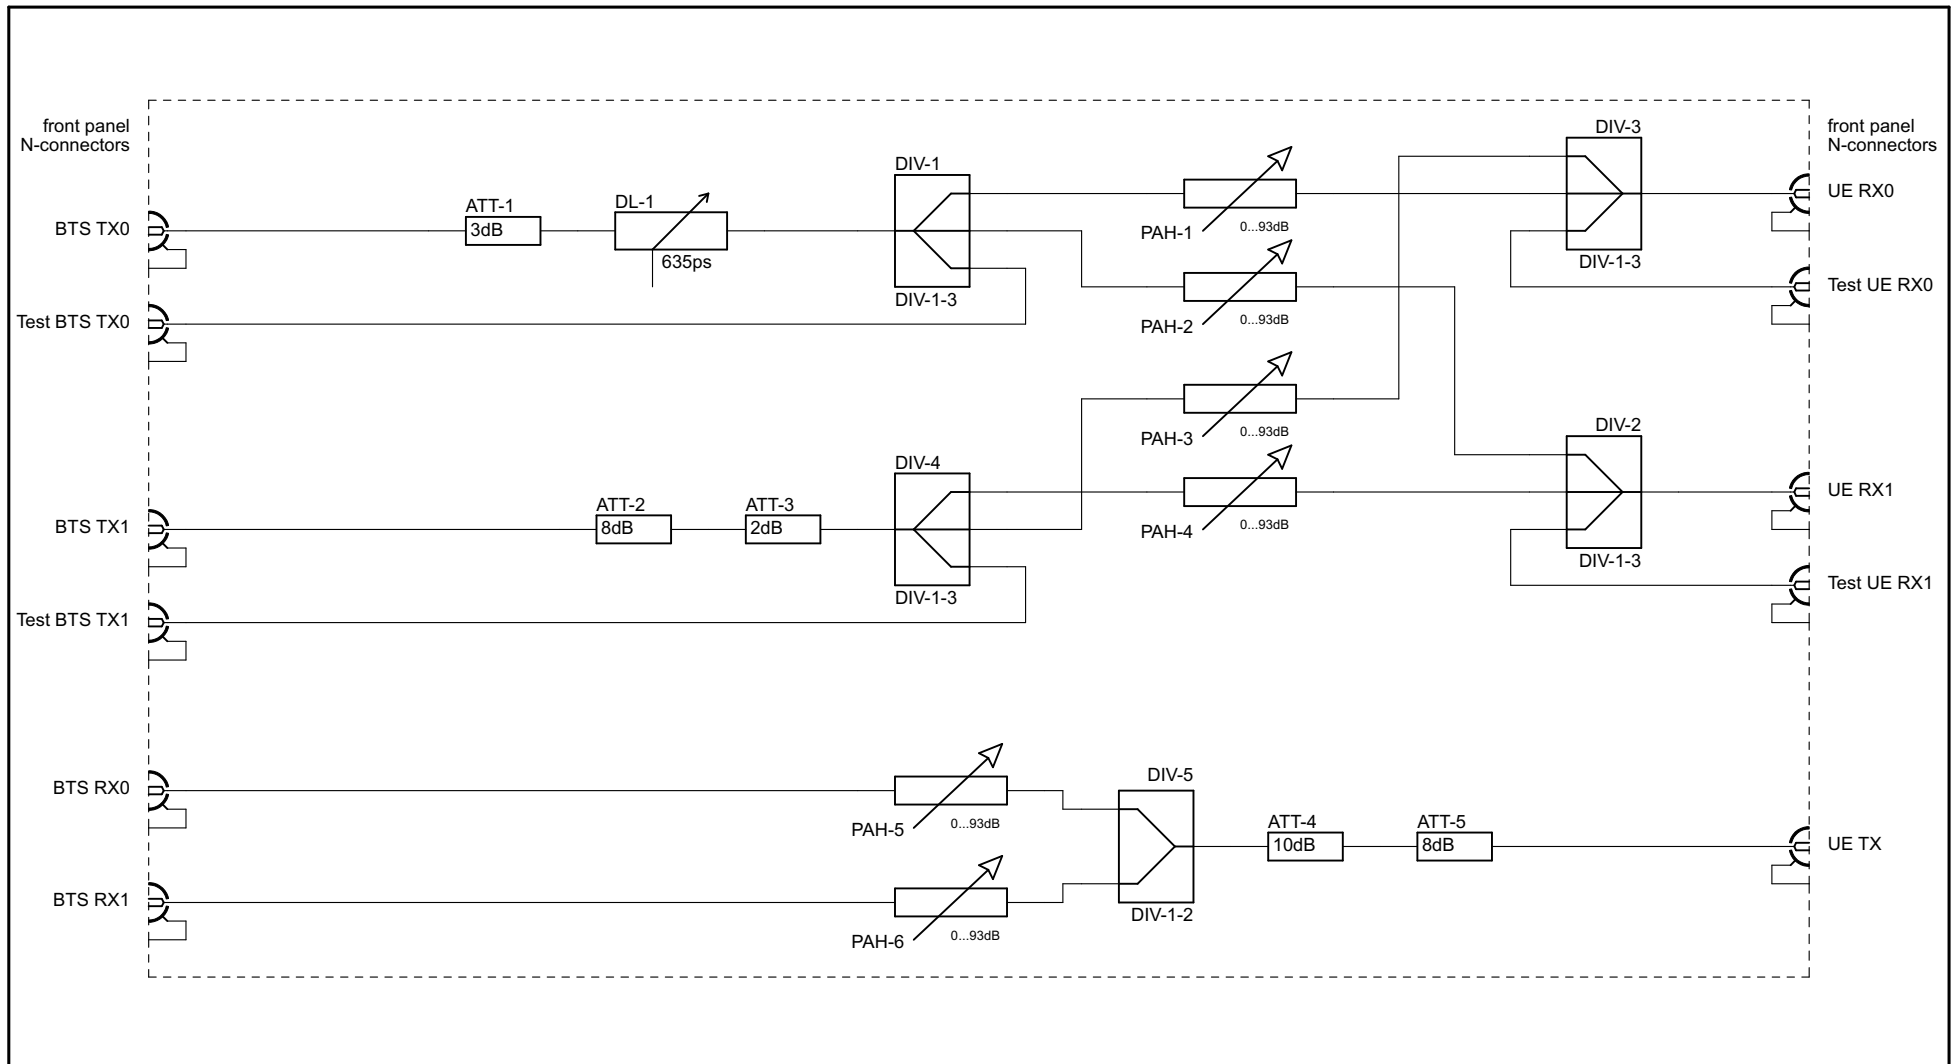 front panel
N-connectors
front panel
N-connectors
DIV-3
DIV-1
ATT-1
3dB
DL-1
635ps
BTS TX0
DIV-1-3
PAH-1
0...93dB
DIV-1-3
UE RX0
Test BTS TX0
PAH-2
0...93dB
Test UE RX0
PAH-3
0...93dB
DIV-2
DIV-4
ATT-2
8dB
ATT-3
2dB
BTS TX1
DIV-1-3
PAH-4
0...93dB
DIV-1-3
UE RX1
Test BTS TX1
Test UE RX1
BTS RX0
PAH-5
0...93dB
DIV-5
DIV-1-2
ATT-4
10dB
ATT-5
8dB
UE TX
BTS RX1
PAH-6
0...93dB